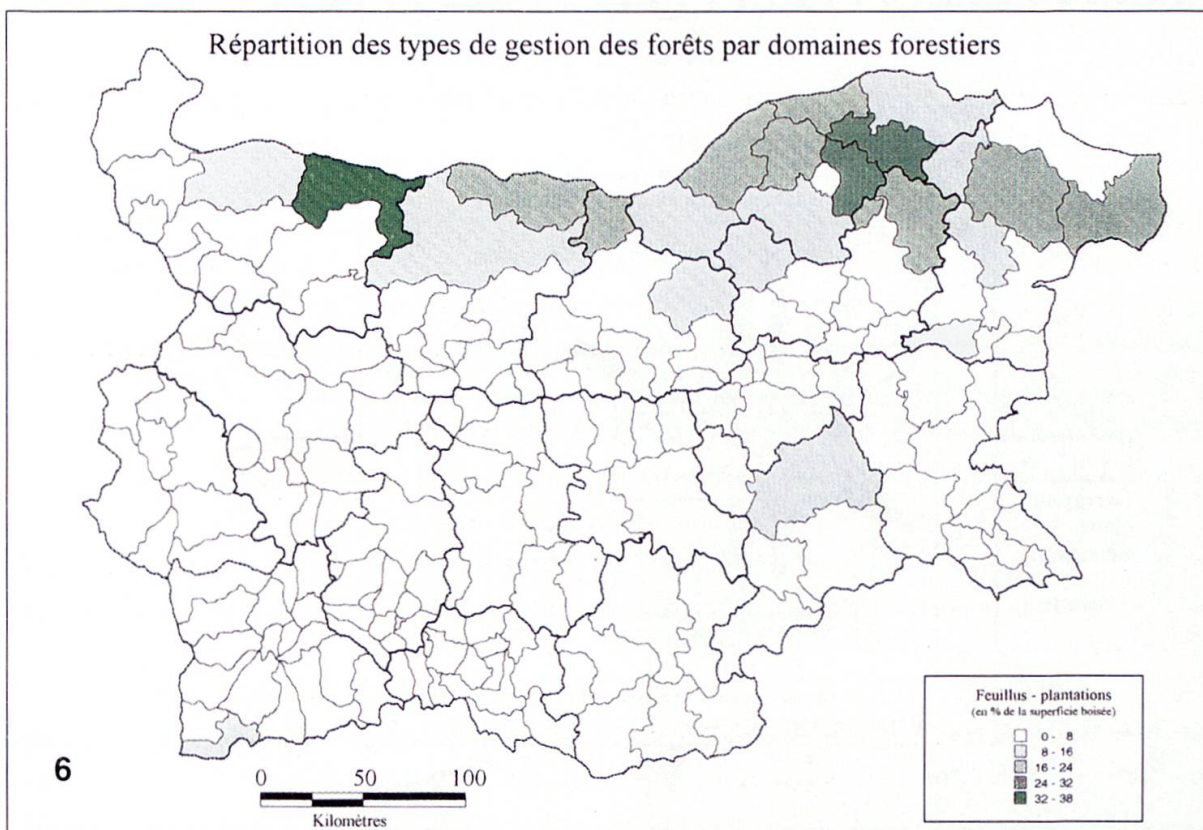 Répartition des types de gestion des forêts par domaines forestiers
Feuillus - plantations
(en % de la superficie boisée)
0 - 8
8 - 16
16 - 24
24 - 32
32 - 38
6
0 50 100
Kilomètres